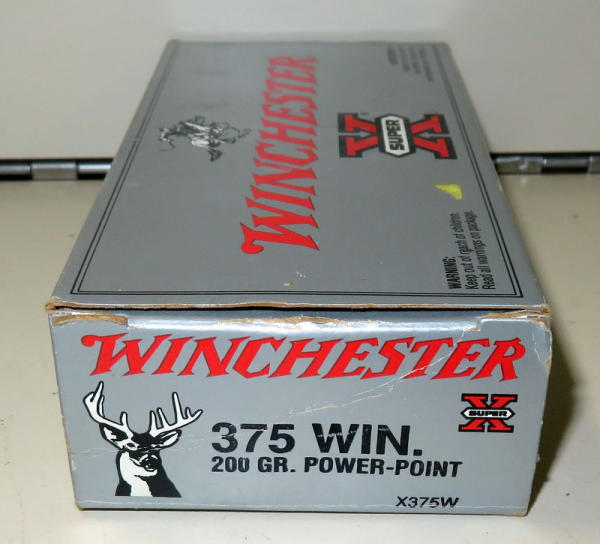 WINCHESTER
SUPER
X
WARNING:
Keep out of reach of children.
Read all warnings on package.
WINCHESTER
X
SUPER
375 WIN.
200 GR. POWER-POINT
X375W